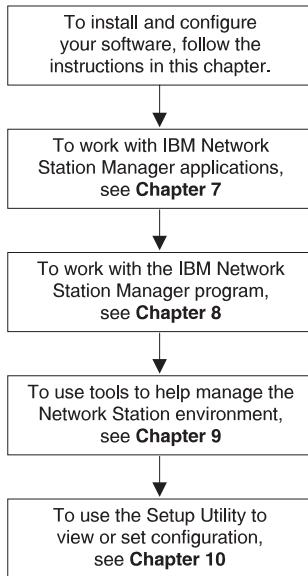 To install and configure
your software, follow the
instructions in this chapter.
To work with IBM Network
Station Manager applications,
see Chapter 7
To work with the IBM Network
Station Manager program,
see Chapter 8
To use tools to help manage the
Network Station environment,
see Chapter 9
To use the Setup Utility to
view or set configuration,
see Chapter 10